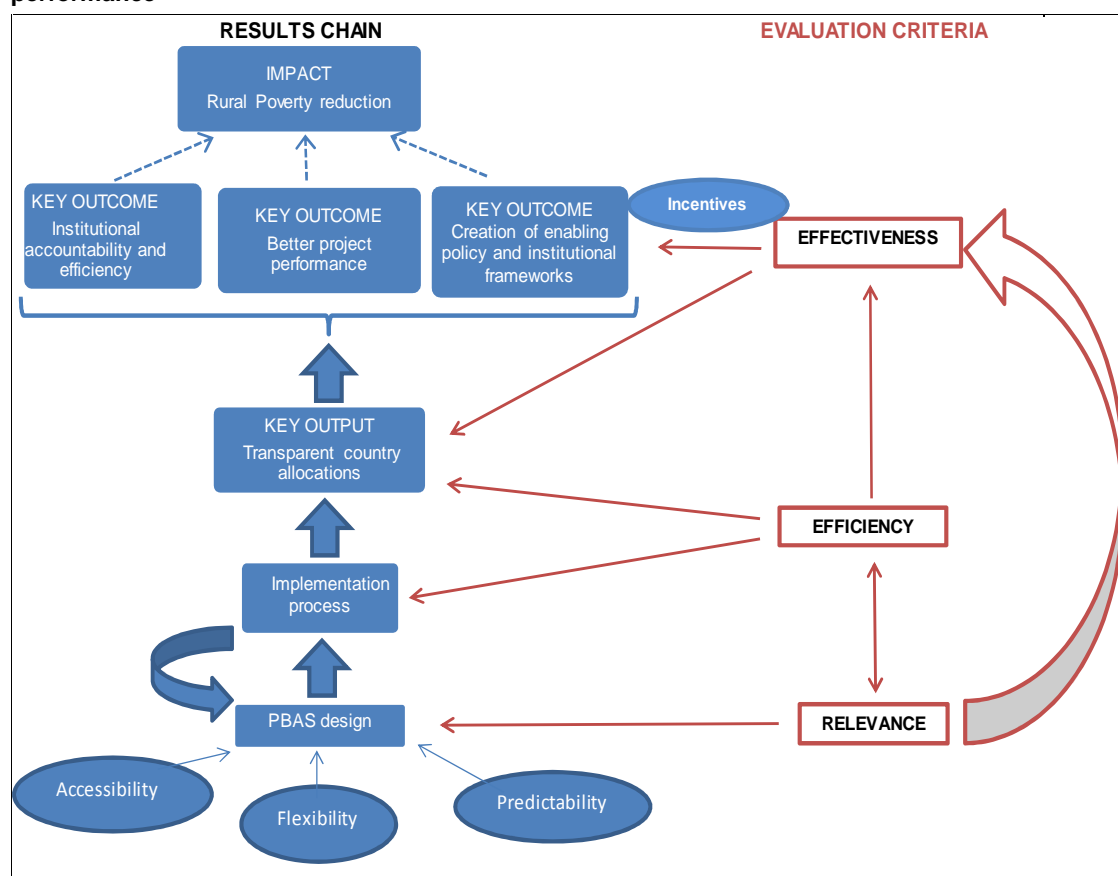 performance
RESULTS CHAIN
EVALUATION CRITERIA
IMPACT
Rural Poverty reduction
KEY OUTCOME
Institutional
accountability and
efficiency
KEY OUTCOME
Better project
performance
KEY OUTCOME
Creation of enabling
policy and institutional
frameworks
Incentives
EFFECTIVENESS
KEY OUTPUT
Transparent country
allocations
EFFICIENCY
Implementation
process
PBAS design
RELEVANCE
Accessibility
Flexibility
Predictability